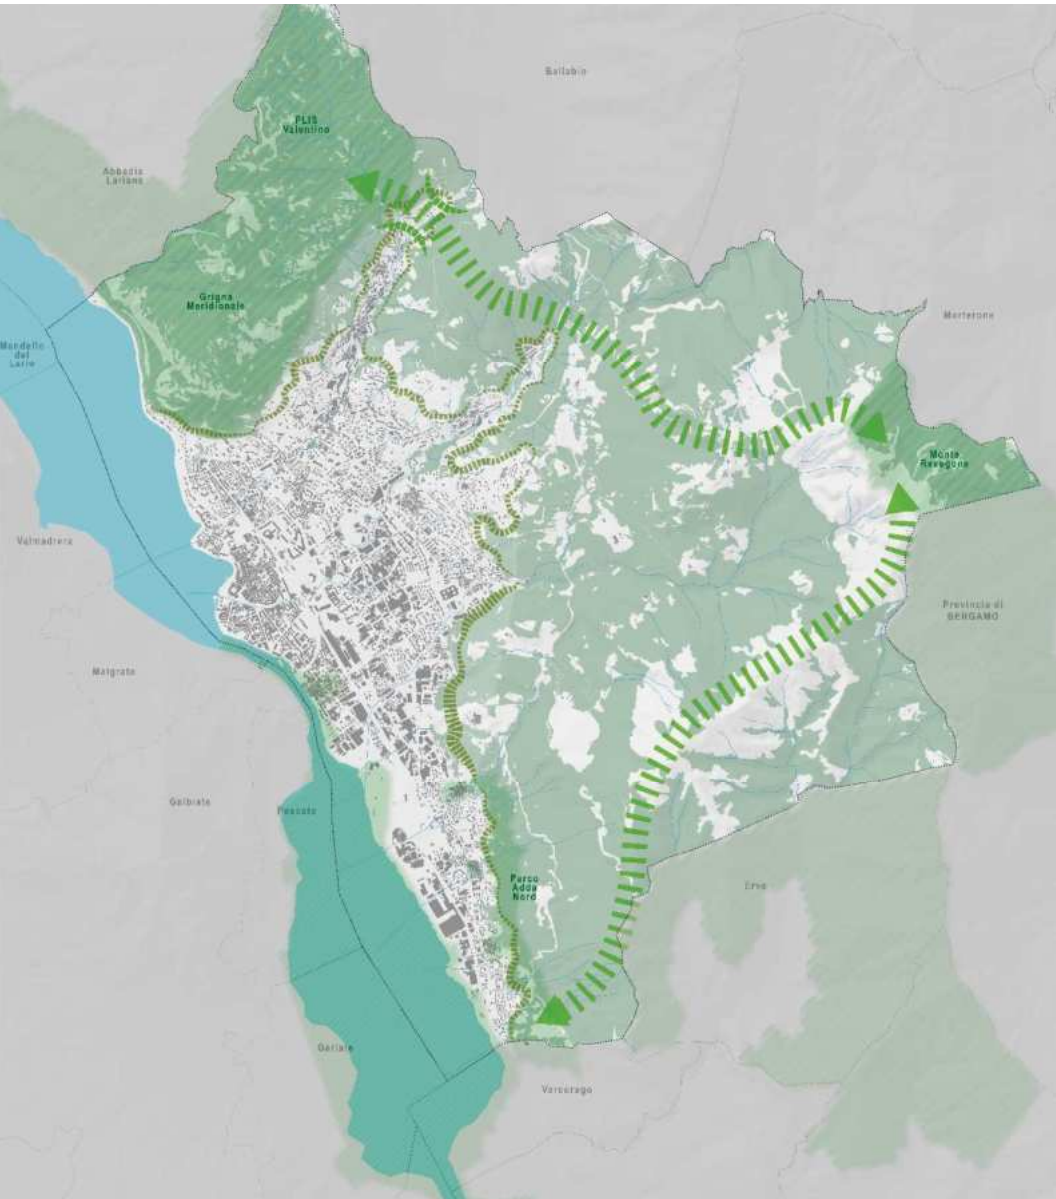 Ballabio
PLIS
Valentino
Abbadia
Lariana
Grigna
Meridionale
Morterone
Mandello
del
Lario
Monte
Resegone
Valmadrera
Provincia di
BERGAMO
Malgrate
Galbiate
Pescate
Parco
Adda
Nord
Erve
Garlate
Vercurago